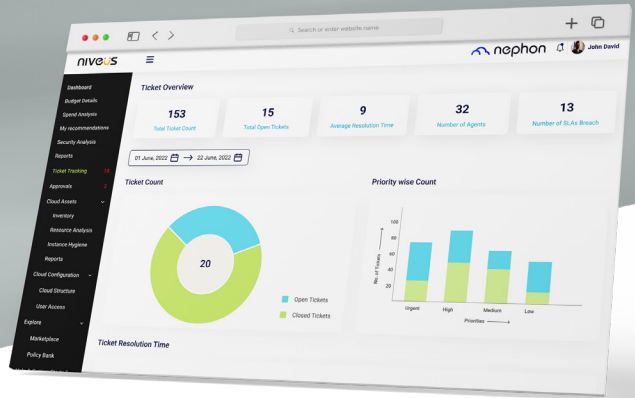 Search or enter website name
niveus
nephon
John David
Dashboard
Budget Details
Spend Analysis
My recommendations
Security Analysis
Reports
Ticket Tracking 18
Approvals 2
Cloud Assets
Inventory
Resource Analysis
Instance Hygiene
Reports
Cloud Configuration
Cloud Structure
User Access
Explore
Marketplace
Policy Bank
Ticket Overview
153
Total Ticket Count
15
Total Open Tickets
9
Average Resolution Time
32
Number of Agents
13
Number of SLAs Breach
01 June, 2022 → 22 June, 2022
Ticket Count
20
Open Tickets
Closed Tickets
Priority wise Count
No. of Tickets
100
80
60
40
20
Urgent High Medium Low
Priorities
Ticket Resolution Time